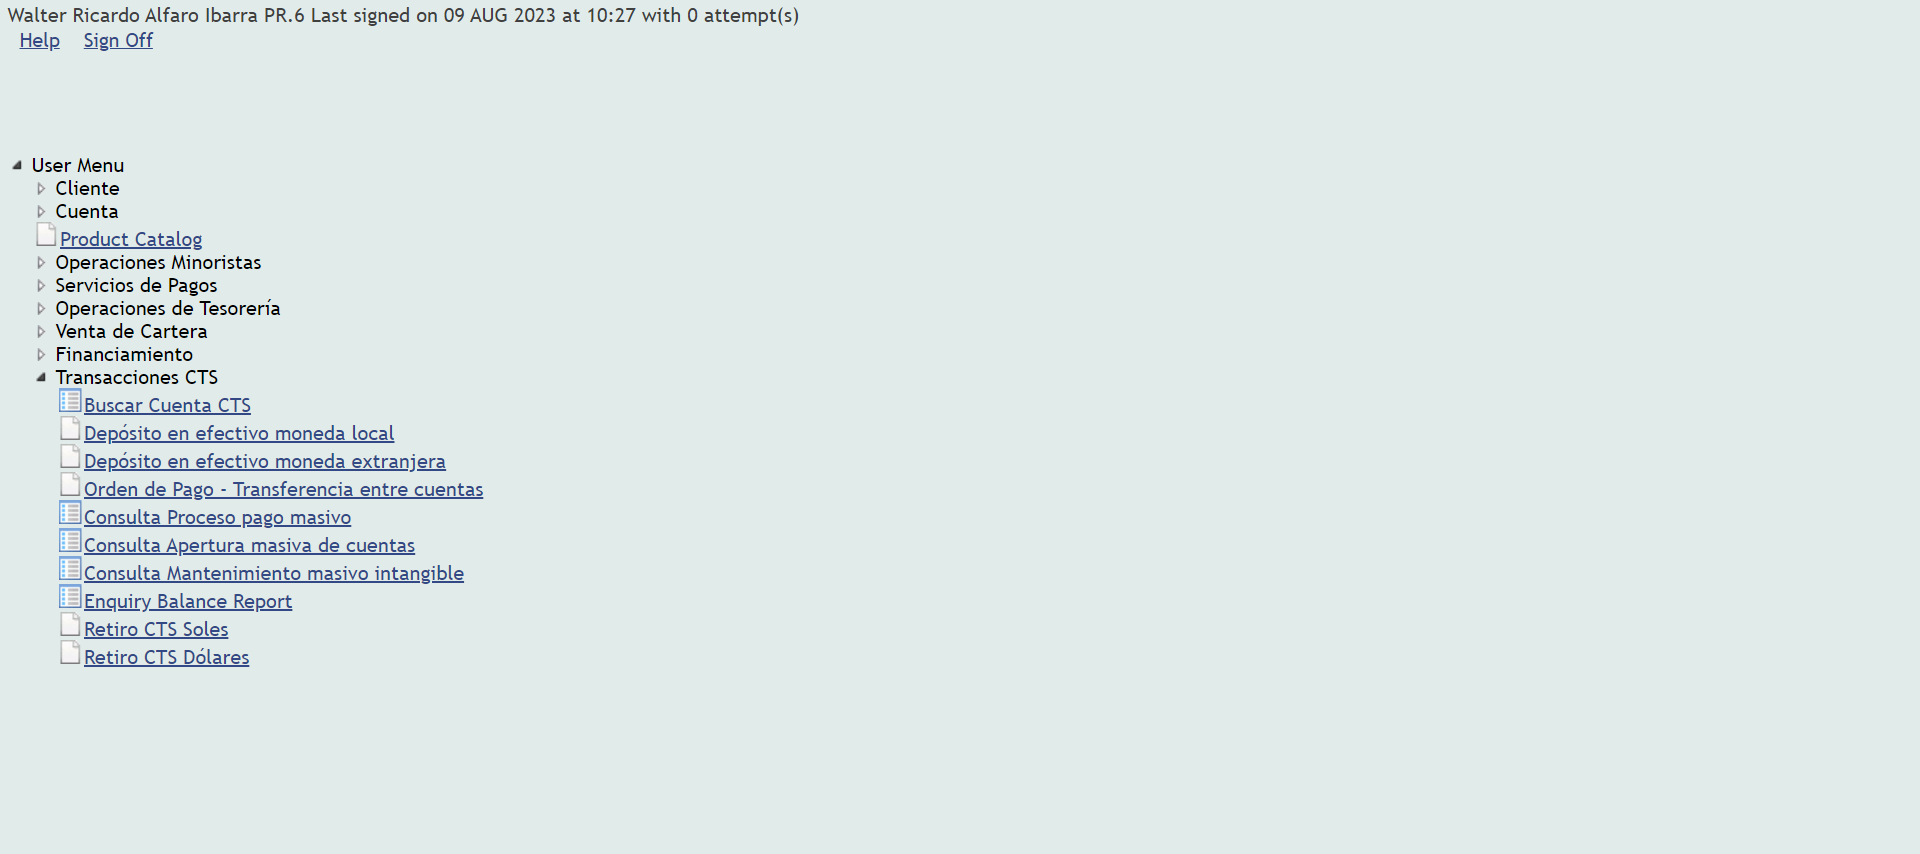 Walter Ricardo Alfaro Ibarra PR.6 Last signed on 09 AUG 2023 at 10:27 with 0 attempt(s)
Help Sign Off
User Menu
Cliente
Cuenta
Product Catalog
Operaciones Minoristas
Servicios de Pagos
Operaciones de Tesorería
Venta de Cartera
Financiamiento
Transacciones CTS
Buscar Cuenta CTS
Depósito en efectivo moneda local
Depósito en efectivo moneda extranjera
Orden de Pago - Transferencia entre cuentas
Consulta Proceso pago masivo
Consulta Apertura masiva de cuentas
Consulta Mantenimiento masivo intangible
Enquiry Balance Report
Retiro CTS Soles
Retiro CTS Dólares